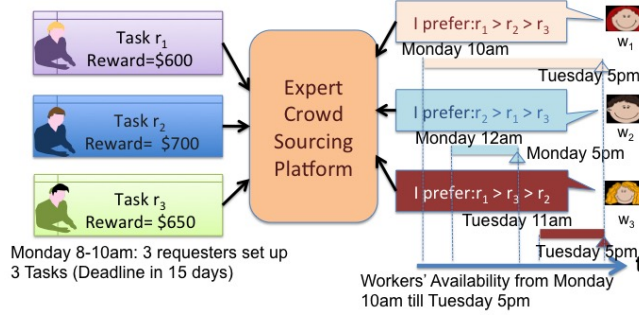 Task r1
Reward=$600
Task r2
Reward= $700
Task r3
Reward=$650
Monday 8-10am: 3 requesters set up
3 Tasks (Deadline in 15 days)
Expert
Crowd
Sourcing
Platform
I prefer:r1 > r2 > r3
w1
Monday 10am
Tuesday 5pm
I prefer:r2 > r1 > r3
w2
Monday 12am
Monday 5pm
I prefer:r1 > r3 > r2
w3
Tuesday 11am
Tuesday 5pm
t
Workers' Availability from Monday
10am till Tuesday 5pm